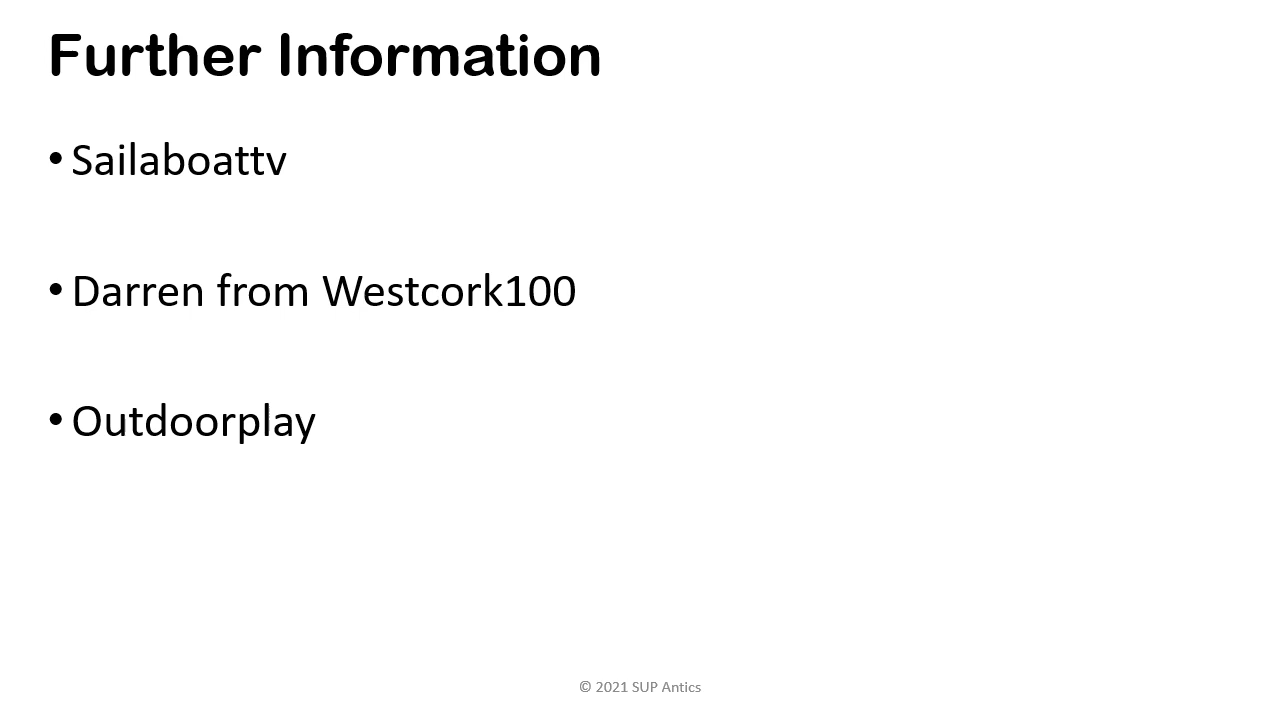 Further Information
• Sailaboattv
• Darren from Westcork100
• Outdoorplay
© 2021 SUP Antics